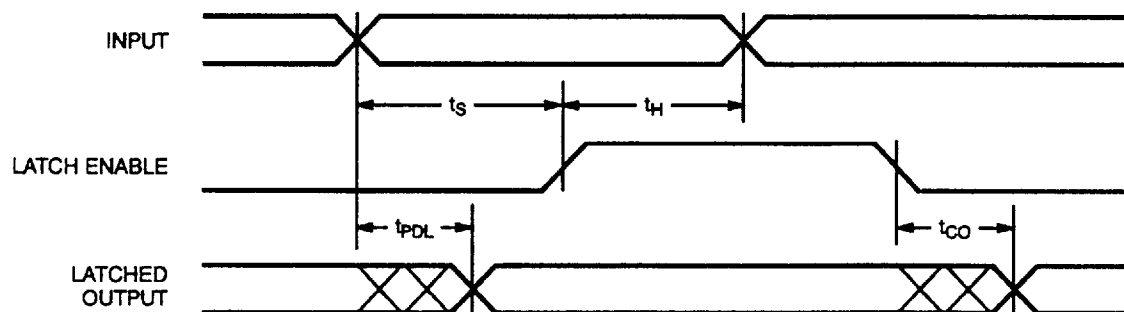 INPUT
tS
tH
LATCH ENABLE
tPDL
tCO
LATCHED
OUTPUT